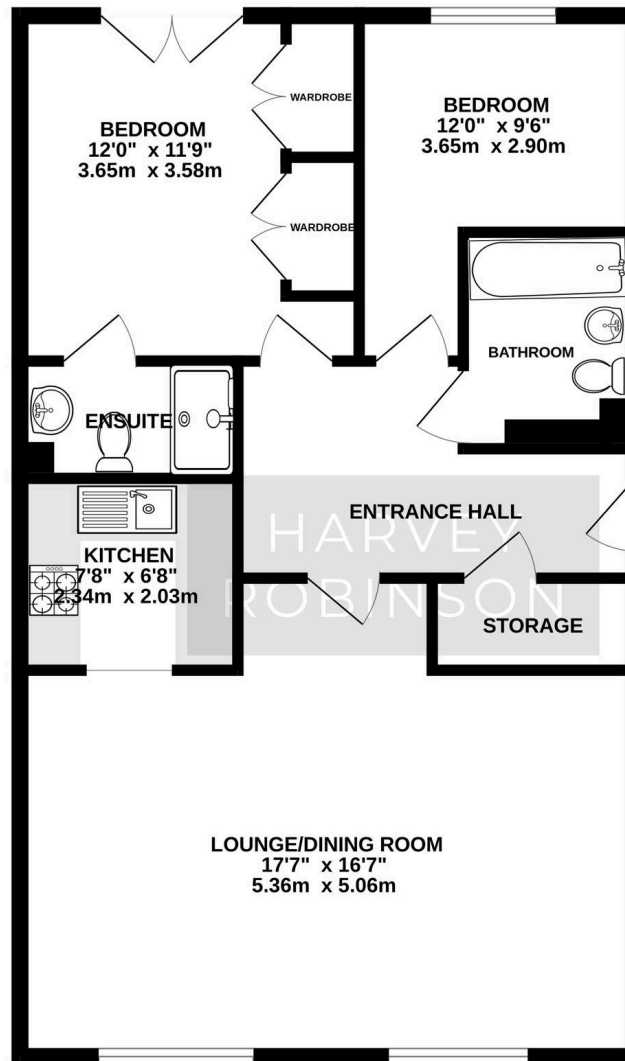 BEDROOM
12'0" x 11'9"
3.65m x 3.58m
WARDROBE
WARDROBE
BEDROOM
12'0" x 9'6"
3.65m x 2.90m
BATHROOM
ENSUITE
ENTRANCE HALL
HARVEY
ROBINSON
KITCHEN
7'8" x 6'8"
2.34m x 2.03m
STORAGE
LOUNGE/DINING ROOM
17'7" x 16'7"
5.36m x 5.06m